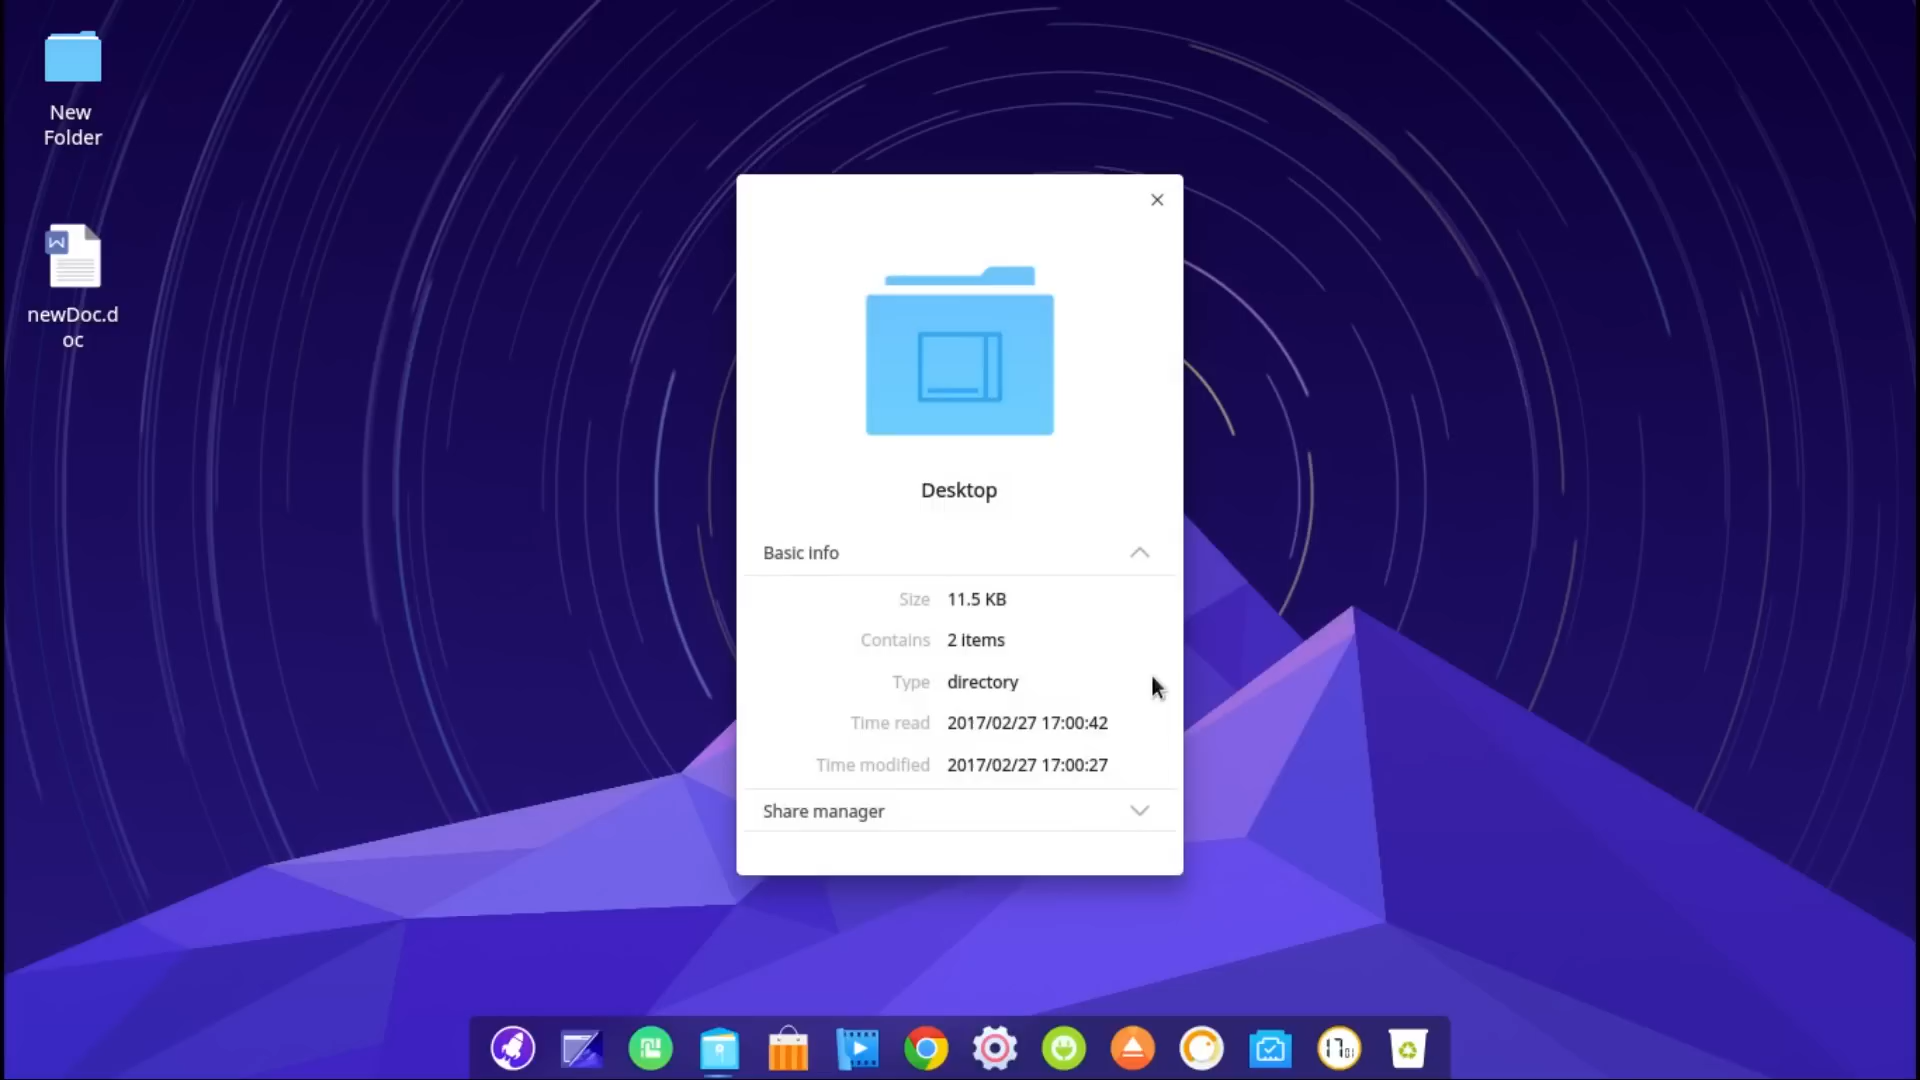 New
Folder
newDoc.d
oc
Desktop
Basic info
Size 11.5 KB
Contains 2 items
Type directory
Time read 2017/02/27 17:00:42
Time modified 2017/02/27 17:00:27
Share manager